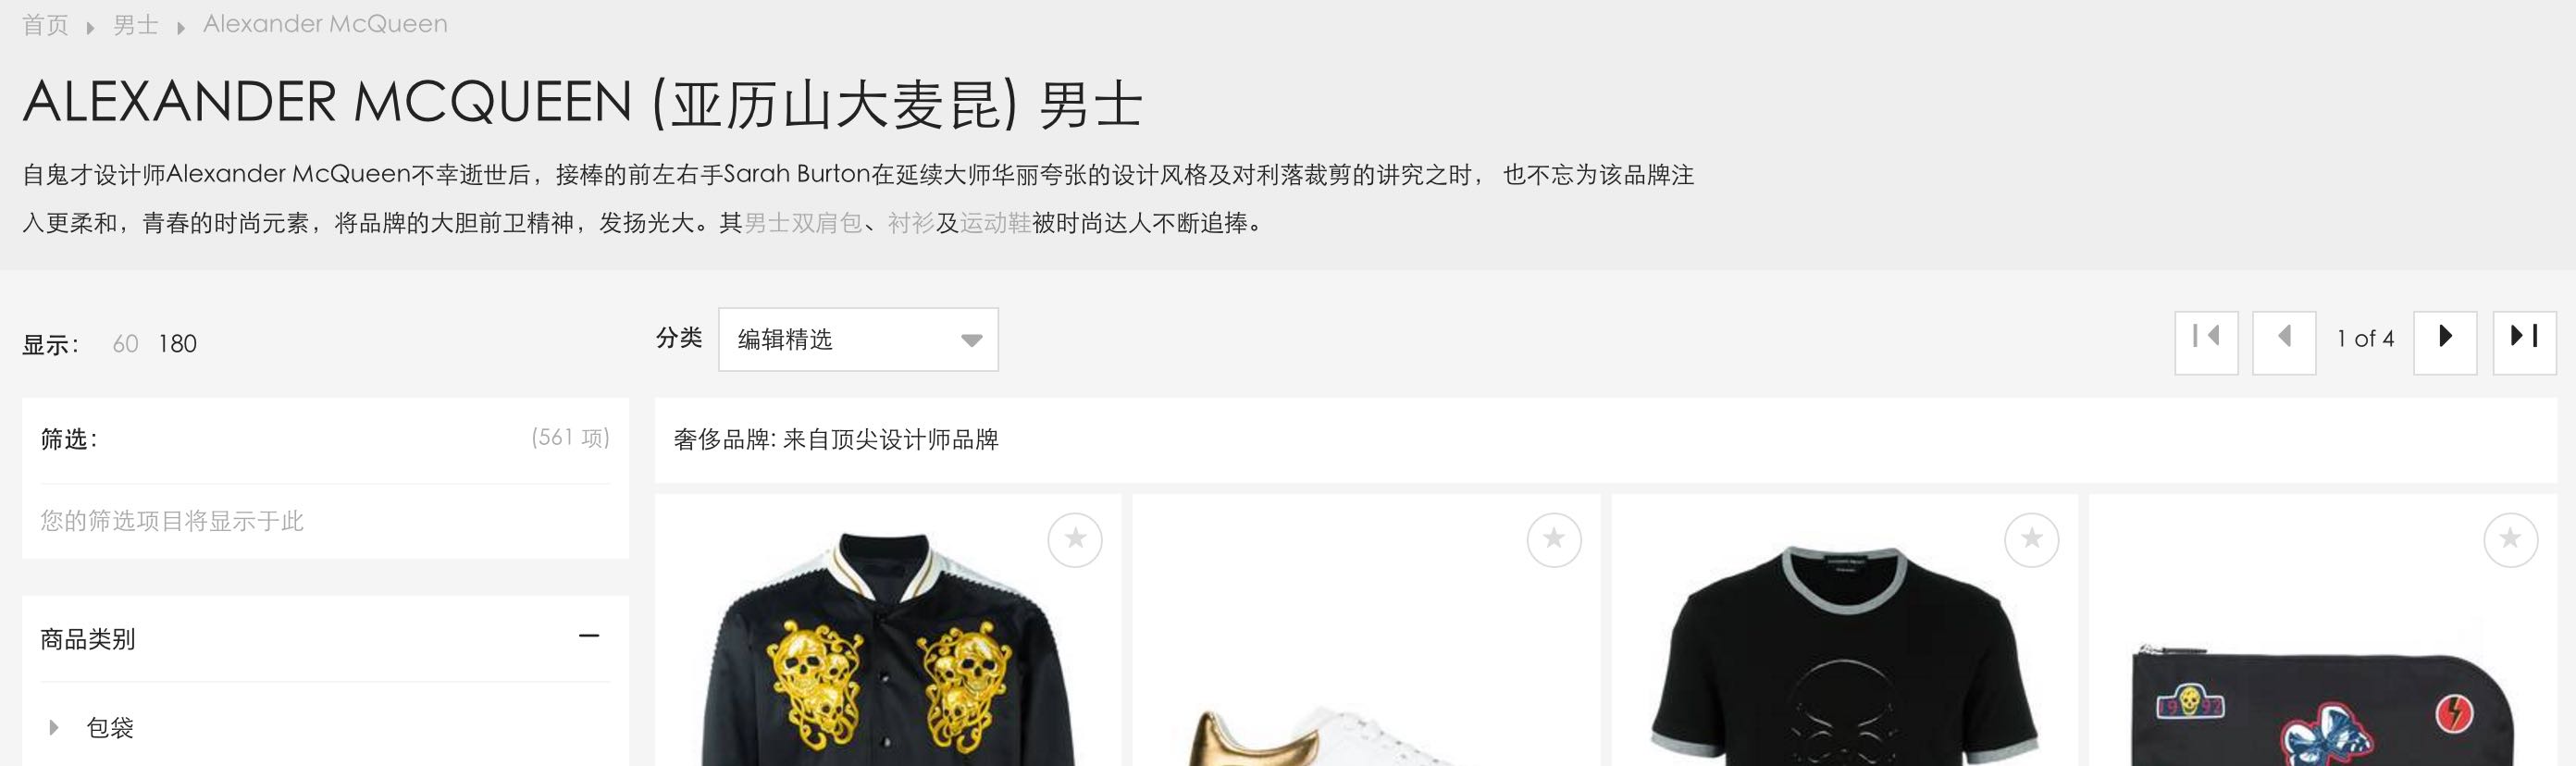 首页 男士 Alexander McQueen
ALEXANDER MCQUEEN (亚历山大麦昆) 男士
自鬼才设计师Alexander McQueen不幸逝世后，接棒的前左右手Sarah Burton在延续大师华丽夸张的设计风格及对利落裁剪的讲究之时， 也不忘为该品牌注
入更柔和，青春的时尚元素，将品牌的大胆前卫精神，发扬光大。其男士双肩包、衬衫及运动鞋被时尚达人不断追捧。
显示： 60 180
分类 编辑精选
1 of 4
筛选： (561 项)
您的筛选项目将显示于此
奢侈品牌: 来自顶尖设计师品牌
商品类别
包袋
1992